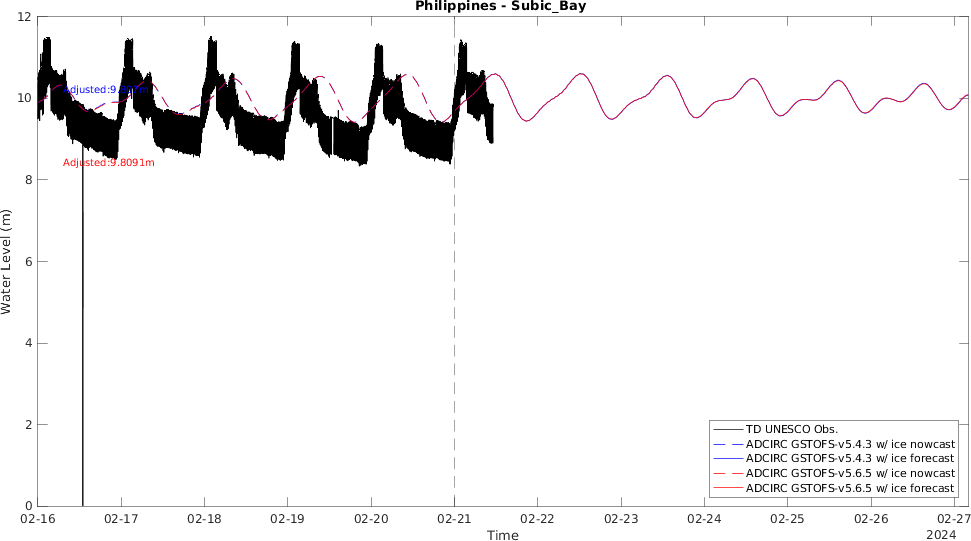 Philippines - Subic_Bay
12
10
8
6
4
2
0
Water Level (m)
Adjusted:9.8091m
TD UNESCO Obs.
ADCIRC GSTOFS-v5.4.3 w/ ice nowcast
ADCIRC GSTOFS-v5.4.3 w/ ice forecast
ADCIRC GSTOFS-v5.6.5 w/ ice nowcast
ADCIRC GSTOFS-v5.6.5 w/ ice forecast
02-16 02-17 02-18 02-19 02-20 02-21 02-22 02-23 02-24 02-25 02-26 02-27
Time
2024